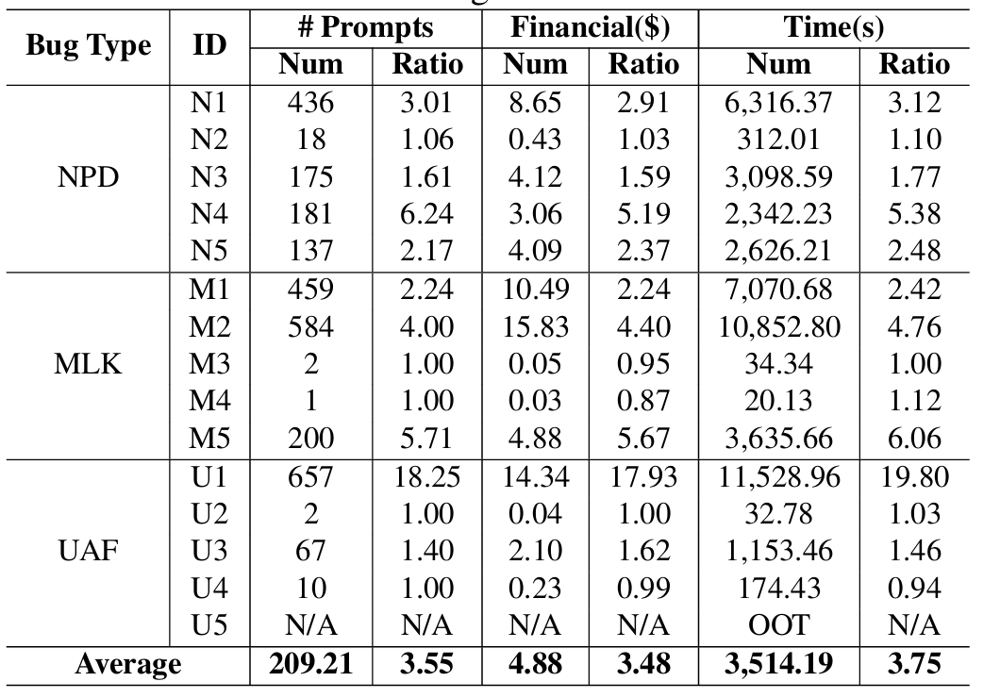 Bug Type ID # Prompts Financial($) Time(s)
Num Ratio Num Ratio Num Ratio
N1 436 3.01 8.65 2.91 6,316.37 3.12
N2 18 1.06 0.43 1.03 312.01 1.10
NPD N3 175 1.61 4.12 1.59 3,098.59 1.77
N4 181 6.24 3.06 5.19 2,342.23 5.38
N5 137 2.17 4.09 2.37 2,626.21 2.48
M1 459 2.24 10.49 2.24 7,070.68 2.42
M2 584 4.00 15.83 4.40 10,852.80 4.76
MLK M3 2 1.00 0.05 0.95 34.34 1.00
M4 1 1.00 0.03 0.87 20.13 1.12
M5 200 5.71 4.88 5.67 3,635.66 6.06
U1 657 18.25 14.34 17.93 11,528.96 19.80
U2 2 1.00 0.04 1.00 32.78 1.03
UAF U3 67 1.40 2.10 1.62 1,153.46 1.46
U4 10 1.00 0.23 0.99 174.43 0.94
U5 N/A N/A N/A N/A OOT N/A
Average 209.21 3.55 4.88 3.48 3,514.19 3.75